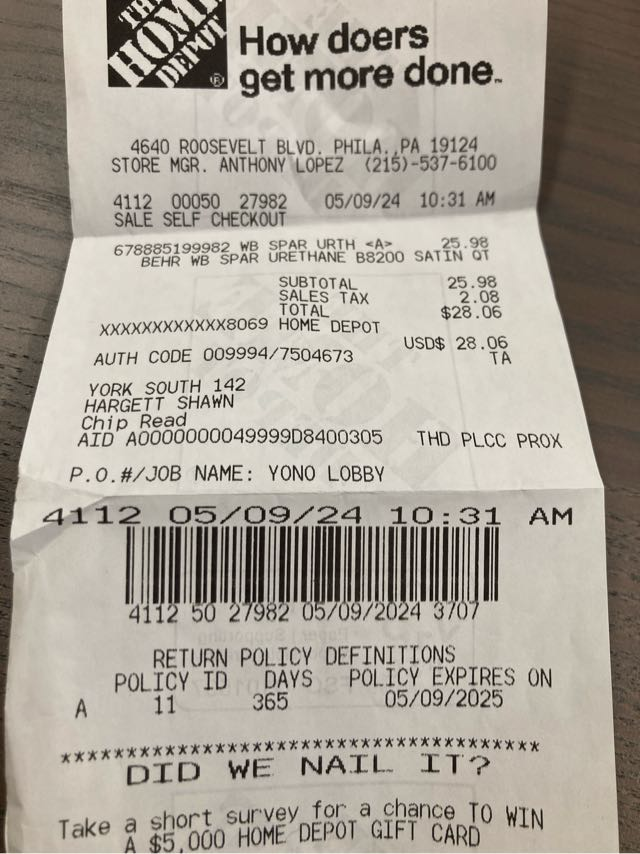 THE
HOME
DEPOT
®
How doers
get more done™
4640 ROOSEVELT BLVD. PHILA.,PA 19124
STORE MGR. ANTHONY LOPEZ (215)-537-6100
4112 00050 27982 05/09/24 10:31 AM
SALE SELF CHECKOUT
678885199982 WB SPAR URTH <A> 25.98
BEHR WB SPAR URETHANE B8200 SATIN QT
SUBTOTAL 25.98
SALES TAX 2.08
TOTAL $28.06
XXXXXXXXXXXX8069 HOME DEPOT
USD$ 28.06
AUTH CODE 009994/7504673 TA
YORK SOUTH 142
HARGETT SHAWN
Chip Read
AID A0000000049999D8400305 THD PLCC PROX
P.O.#/JOB NAME: YONO LOBBY
4112 05/09/24 10:31 AM
4112 50 27982 05/09/2024 3707
RETURN POLICY DEFINITIONS
POLICY ID DAYS POLICY EXPIRES ON
A 11 365 05/09/2025
****************************************
DID WE NAIL IT?
Take a short survey for a chance TO WIN
A $5,000 HOME DEPOT GIFT CARD